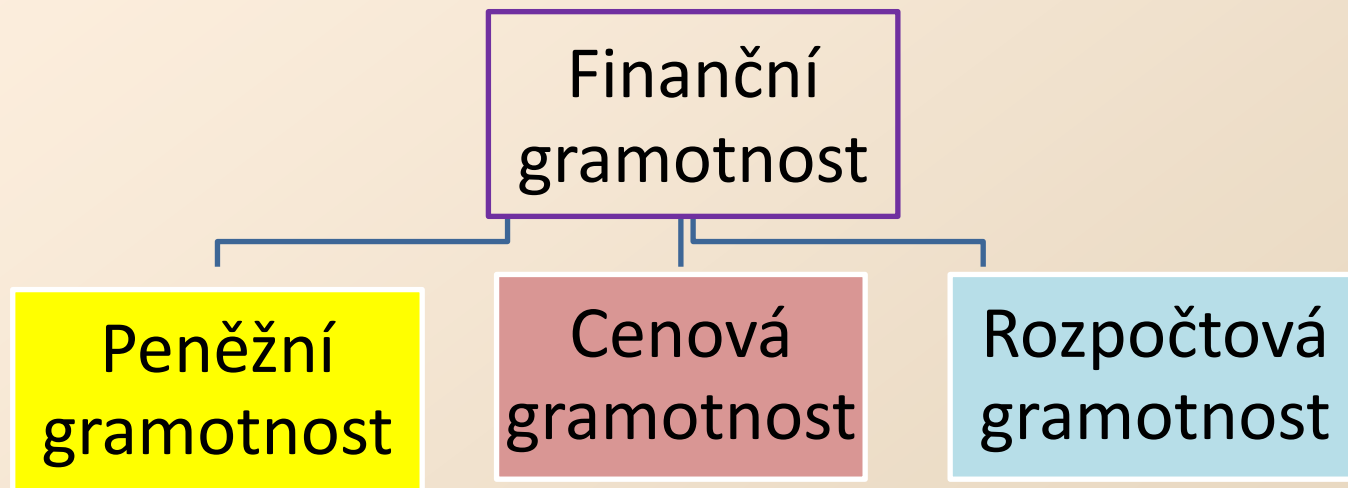 Finanční
gramotnost
Peněžní
gramotnost
Cenová
gramotnost
Rozpočtová
gramotnost